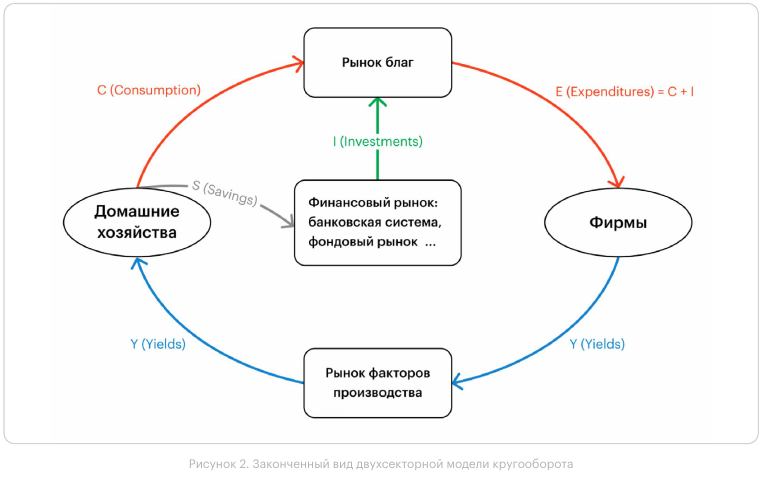 Рынок благ
C (Consumption)
E (Expenditures) = C + I
I (Investments)
S (Savings)
Домашние
хозяйства
Финансовый рынок:
банковская система,
фондовый рынок ...
Фирмы
Y (Yields)
Y (Yields)
Рынок факторов
производства
Рисунок 2. Законченный вид двухсекторной модели кругооборота